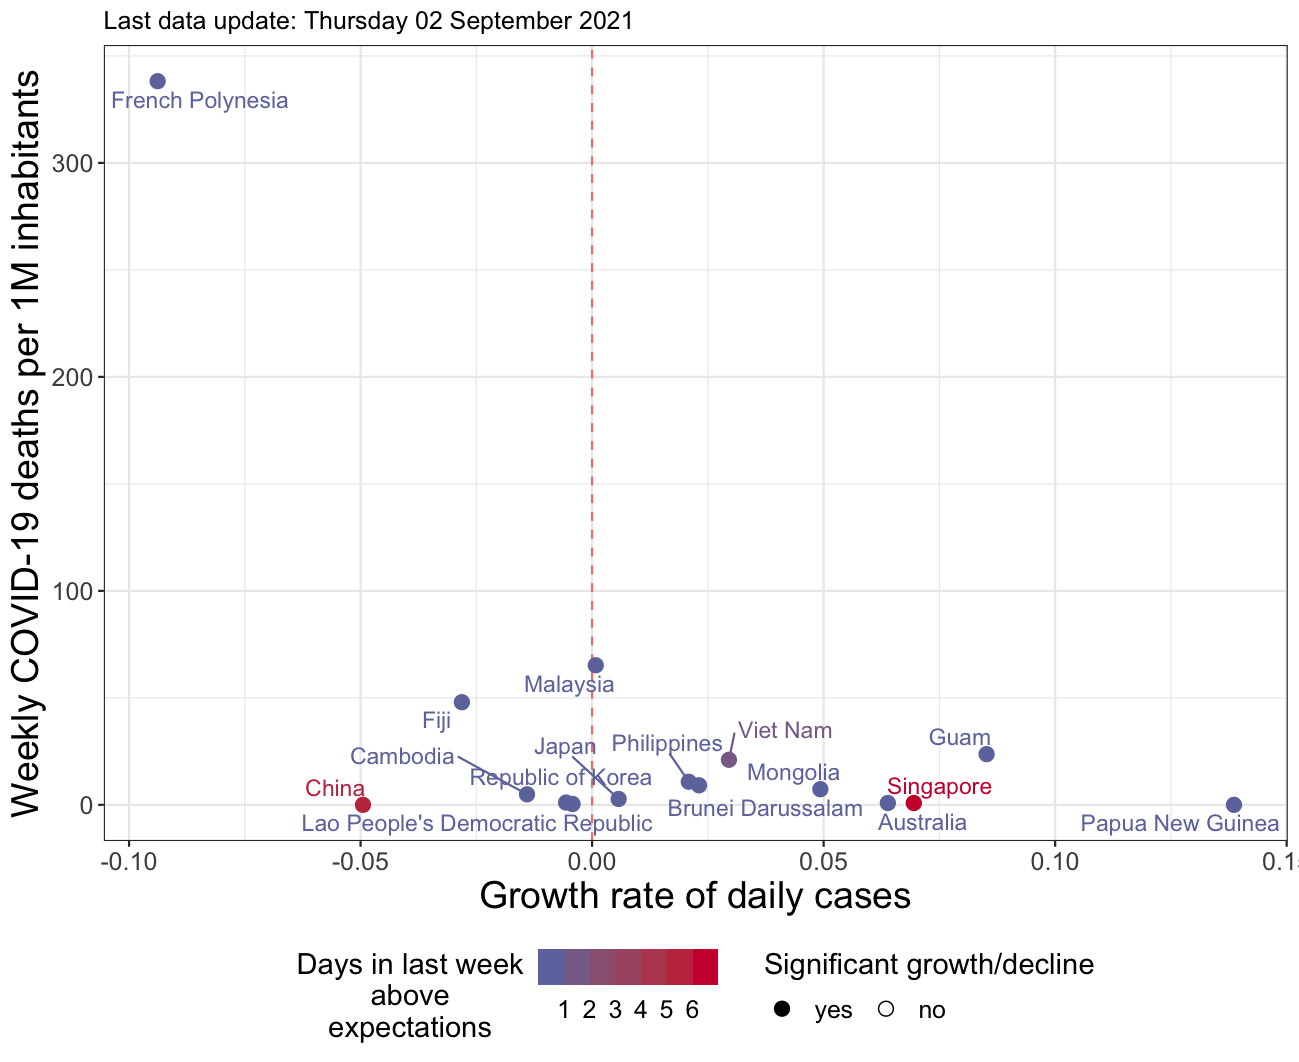 Last data update: Thursday 02 September 2021
Weekly COVID-19 deaths per 1M inhabitants
300
200
100
0
French Polynesia
Malaysia
Fiji
Viet Nam
Guam
Japan
Philippines
Cambodia
Republic of Korea
Mongolia
China
Singapore
Brunei Darussalam
Lao People's Democratic Republic
Australia
Papua New Guinea
-0.10 -0.05 0.00 0.05 0.10
Growth rate of daily cases
Days in last week
above
expectations
1 2 3 4 5 6
Significant growth/decline
yes no